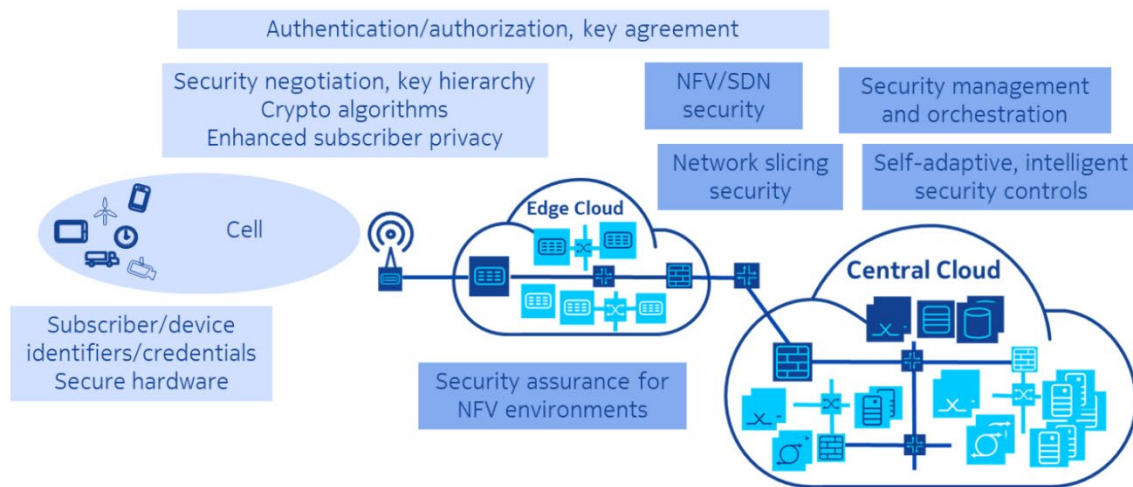 Authentication/authorization, key agreement
Security negotiation, key hierarchy
Crypto algorithms
Enhanced subscriber privacy
NFV/SDN
security
Security management
and orchestration
Network slicing
security
Self-adaptive, intelligent
security controls
Cell
Edge Cloud
Central Cloud
Subscriber/device
identifiers/credentials
Secure hardware
Security assurance for
NFV environments